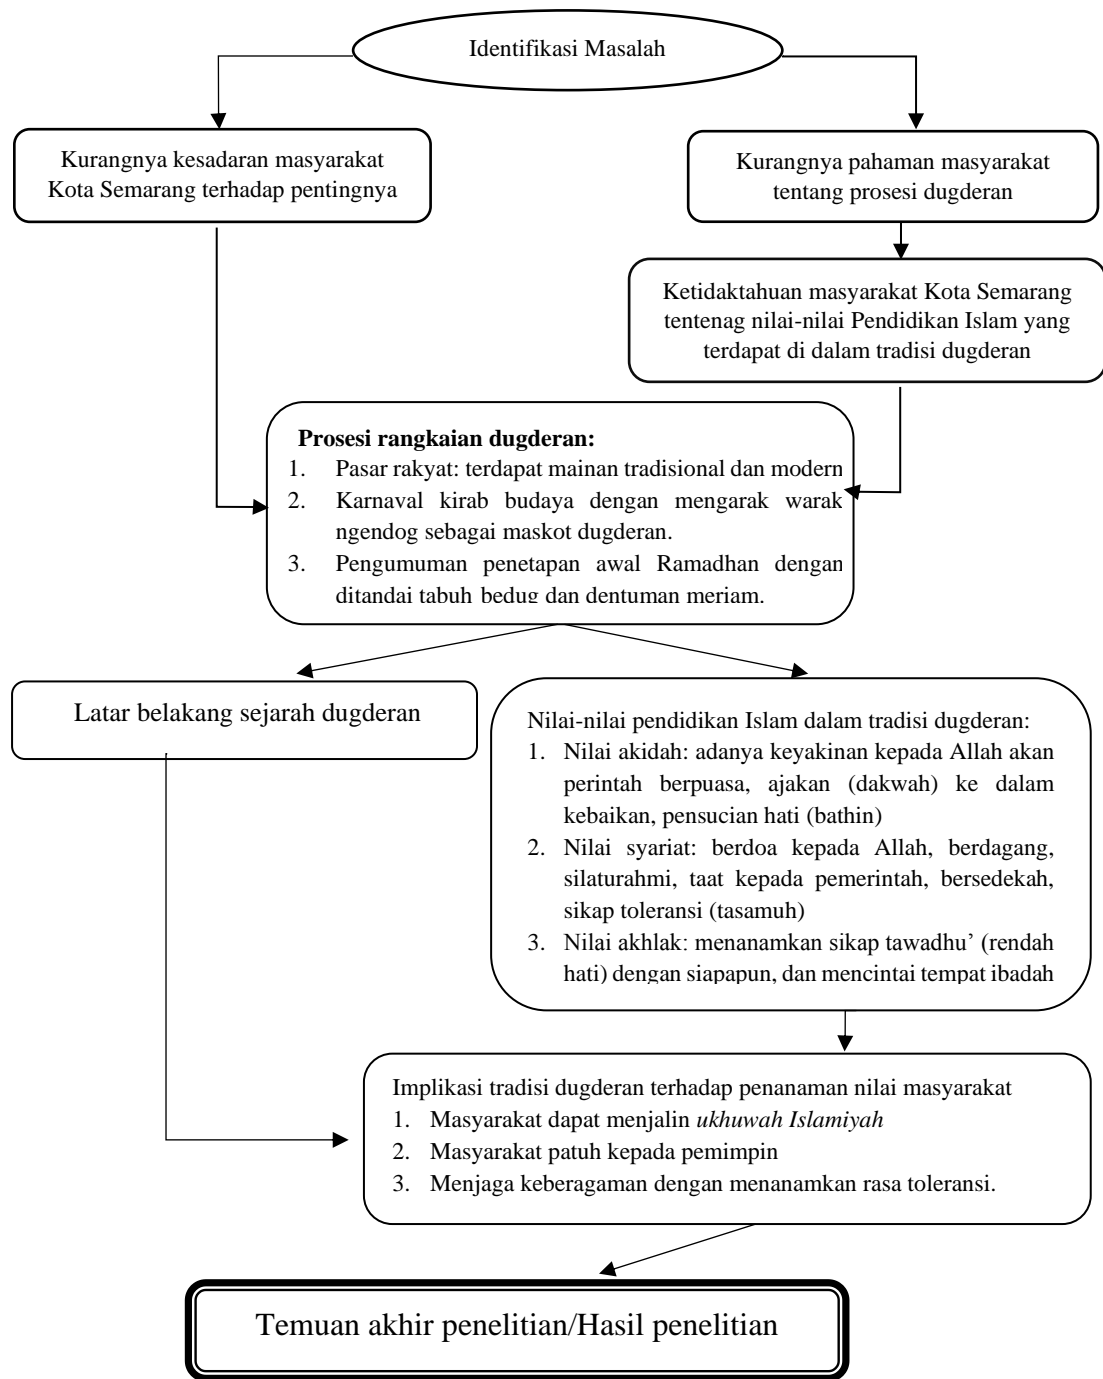 Identifikasi Masalah
Kurangnya kesadaran masyarakat
Kota Semarang terhadap pentingnya
Kurangnya pahaman masyarakat
tentang prosesi dugderan
Ketidaktahuan masyarakat Kota Semarang
tentenag nilai-nilai Pendidikan Islam yang
terdapat di dalam tradisi dugderan
Prosesi rangkaian dugderan:
1. Pasar rakyat: terdapat mainan tradisional dan modern
2. Karnaval kirab budaya dengan mengarak warak
ngendog sebagai maskot dugderan.
3. Pengumuman penetapan awal Ramadhan dengan
ditandai tabuh bedug dan dentuman meriam.
Latar belakang sejarah dugderan
Nilai-nilai pendidikan Islam dalam tradisi dugderan:
1. Nilai akidah: adanya keyakinan kepada Allah akan
perintah berpuasa, ajakan (dakwah) ke dalam
kebaikan, pensucian hati (bathin)
2. Nilai syariat: berdoa kepada Allah, berdagang,
silaturahmi, taat kepada pemerintah, bersedekah,
sikap toleransi (tasamuh)
3. Nilai akhlak: menanamkan sikap tawadhu’ (rendah
hati) dengan siapapun, dan mencintai tempat ibadah
Implikasi tradisi dugderan terhadap penanaman nilai masyarakat
1. Masyarakat dapat menjalin ukhuwah Islamiyah
2. Masyarakat patuh kepada pemimpin
3. Menjaga keberagaman dengan menanamkan rasa toleransi.
Temuan akhir penelitian/Hasil penelitian